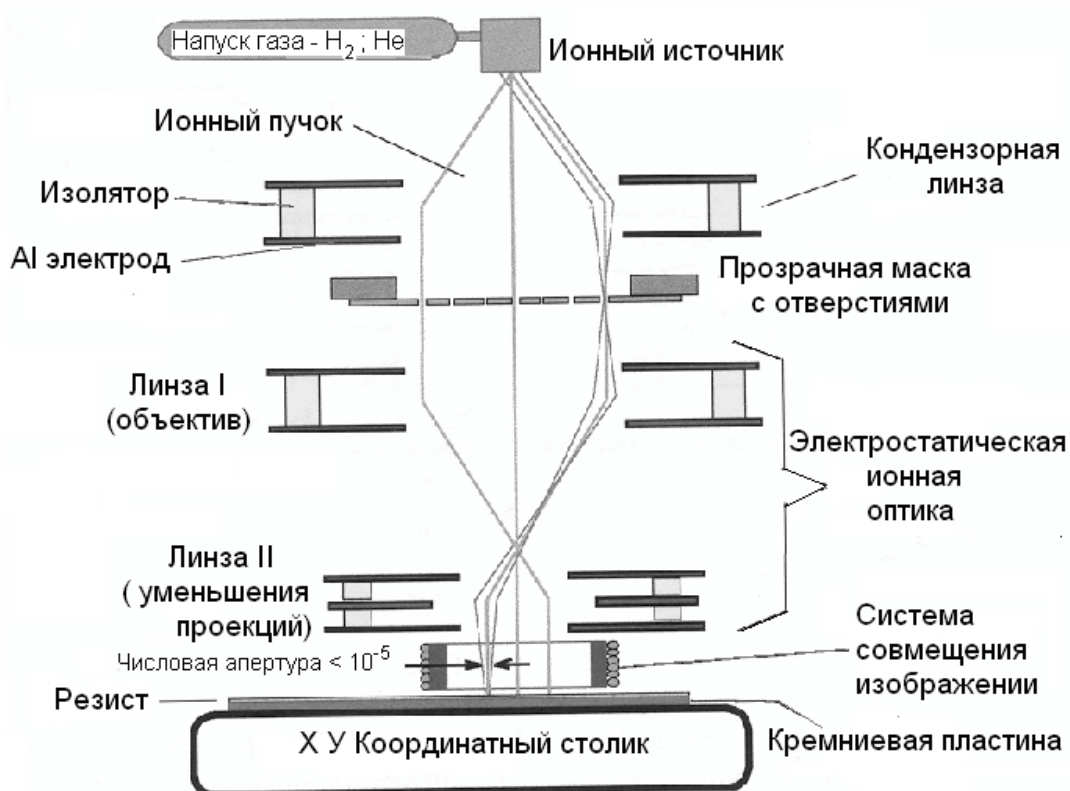 Напуск газа - H₂ ; He
Ионный источник
Ионный пучок
Кондензорная
линза
Изолятор
Al электрод
Прозрачная маска
с отверстиями
Линза I
(объектив)
Электростатическая
ионная
оптика
Линза II
( уменьшения
проекций)
Система
совмещения
изображении
Числовая апертура < 10⁻⁵
Резист
Х У Координатный столик
Кремниевая пластина